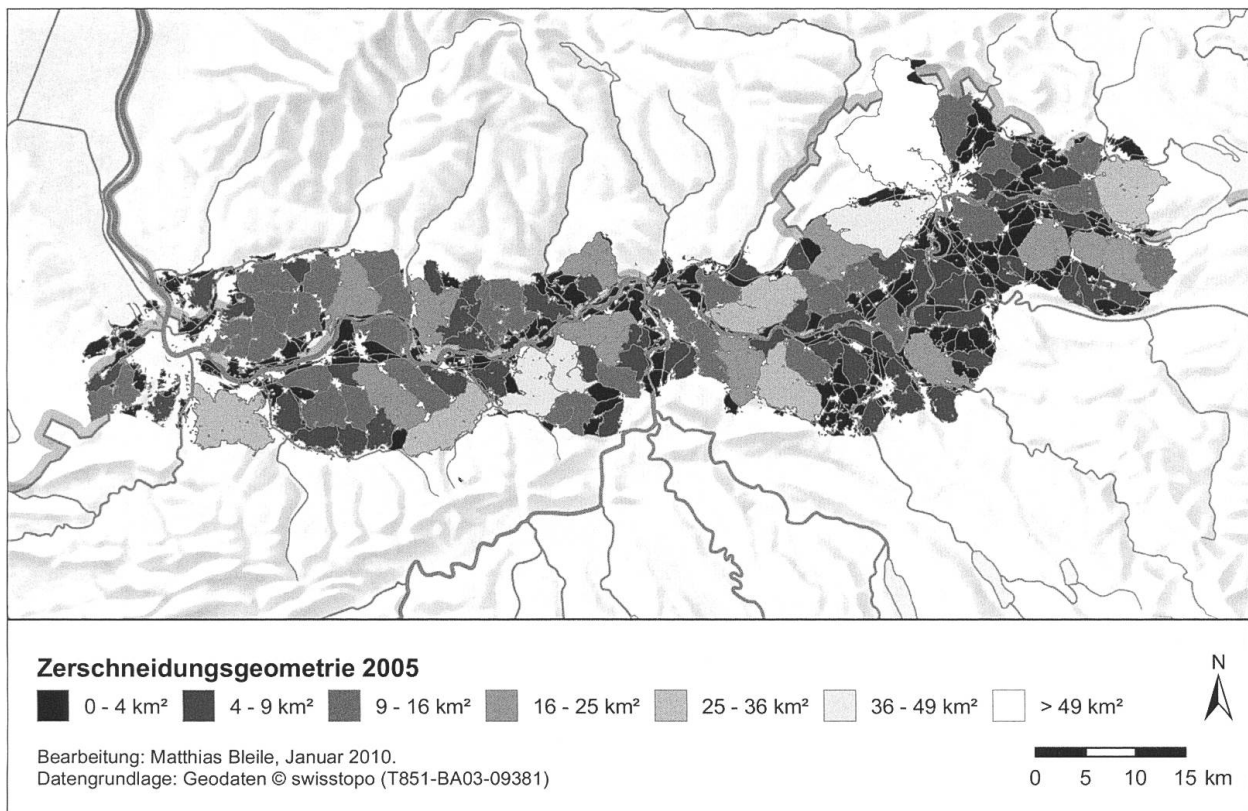 Zerschneidungsgeometrie 2005
0 - 4 km² 4 - 9 km² 9 - 16 km² 16 - 25 km² 25 - 36 km² 36 - 49 km² > 49 km²
N
Bearbeitung: Matthias Bleile, Januar 2010.
Datengrundlage: Geodaten © swisstopo (T851-BA03-09381)
0 5 10 15 km